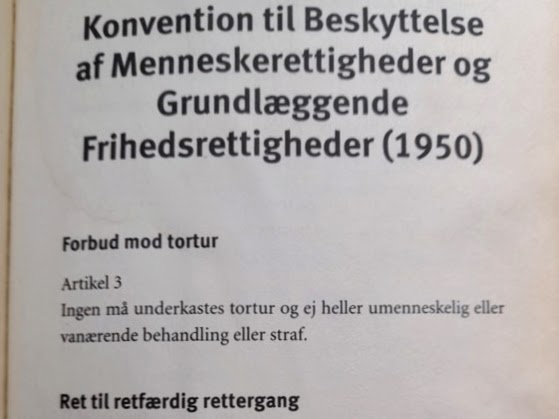 Konvention til Beskyttelse
af Menneskerettigheder og
Grundlæggende
Frihedsrettigheder (1950)
Forbud mod tortur
Artikel 3
Ingen må underkastes tortur og ej heller umenneskelig eller
vanærende behandling eller straf.
Ret til retfærdig rettergang